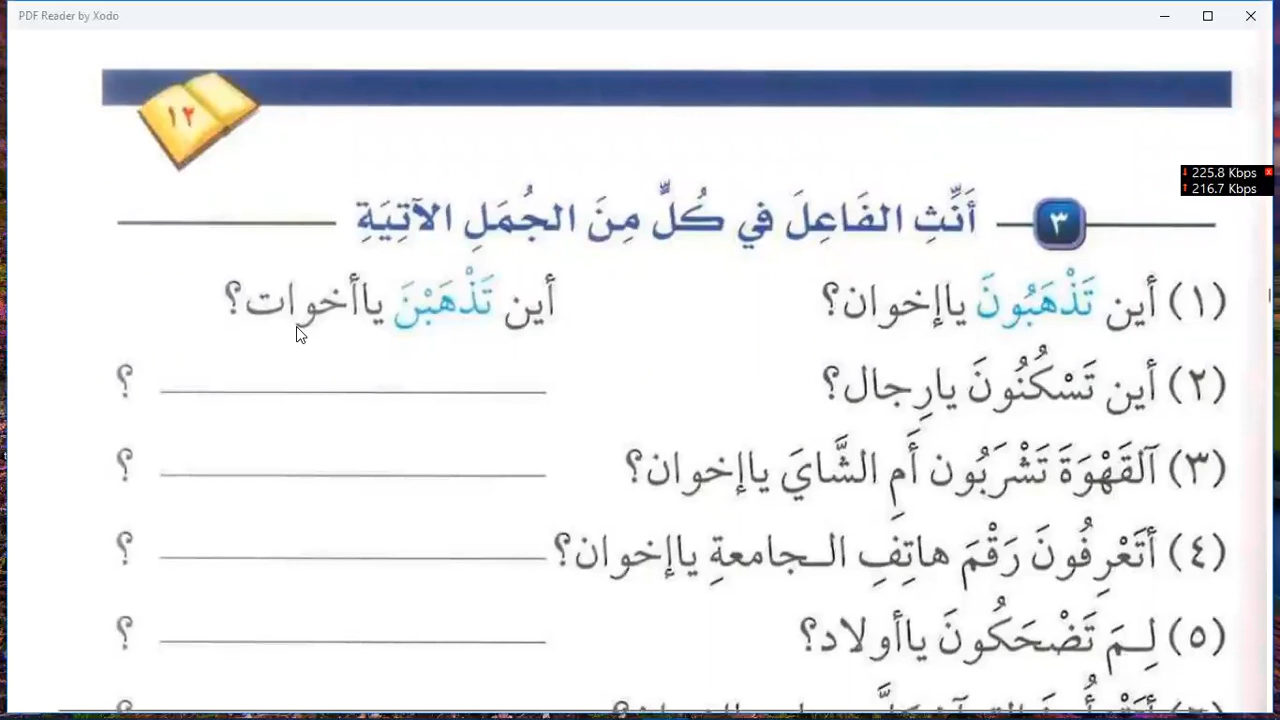 PDF Reader by Xodo
١٢
225.8 Kbps
216.7 Kbps
٣ أَنِّثِ الفَاعِلَ في كُلٍّ مِنَ الجُمَلِ الآتِيَةِ
(١) أين تَذْهَبُونَ ياإخوان؟ أين تَذْهَبْنَ ياأخوات؟
(٢) أين تَسْكُنُونَ يارِجال؟ ؟
(٣) آلقَهْوَةَ تَشْرَبُون أَمِ الشَّايَ ياإخوان؟ ؟
(٤) أتَعْرِفُونَ رَقْمَ هاتِفِ الـجامعةِ ياإخوان؟ ؟
(٥) لِـمَ تَضْحَكُونَ ياأولاد؟ ؟